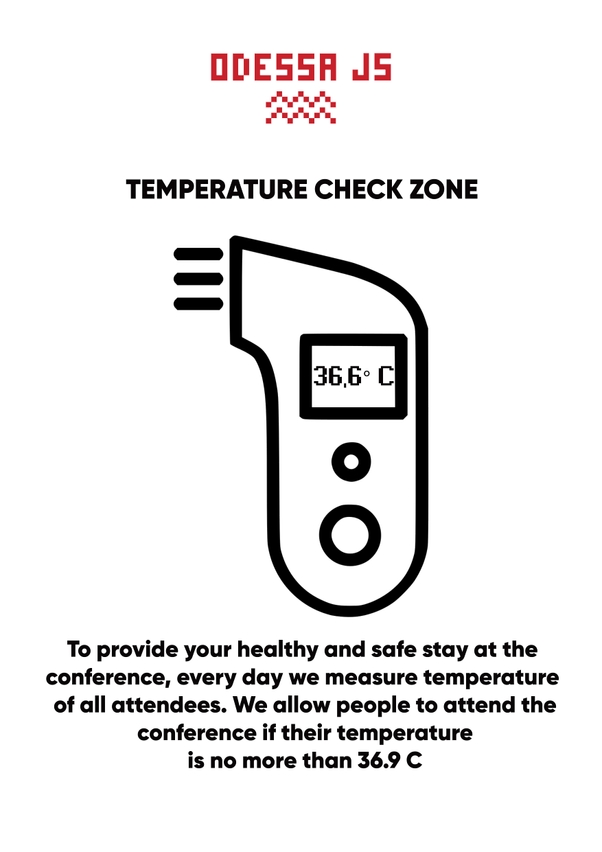 ODESSA JS
TEMPERATURE CHECK ZONE
36,6° C
To provide your healthy and safe stay at the
conference, every day we measure temperature
of all attendees. We allow people to attend the
conference if their temperature
is no more than 36.9 C